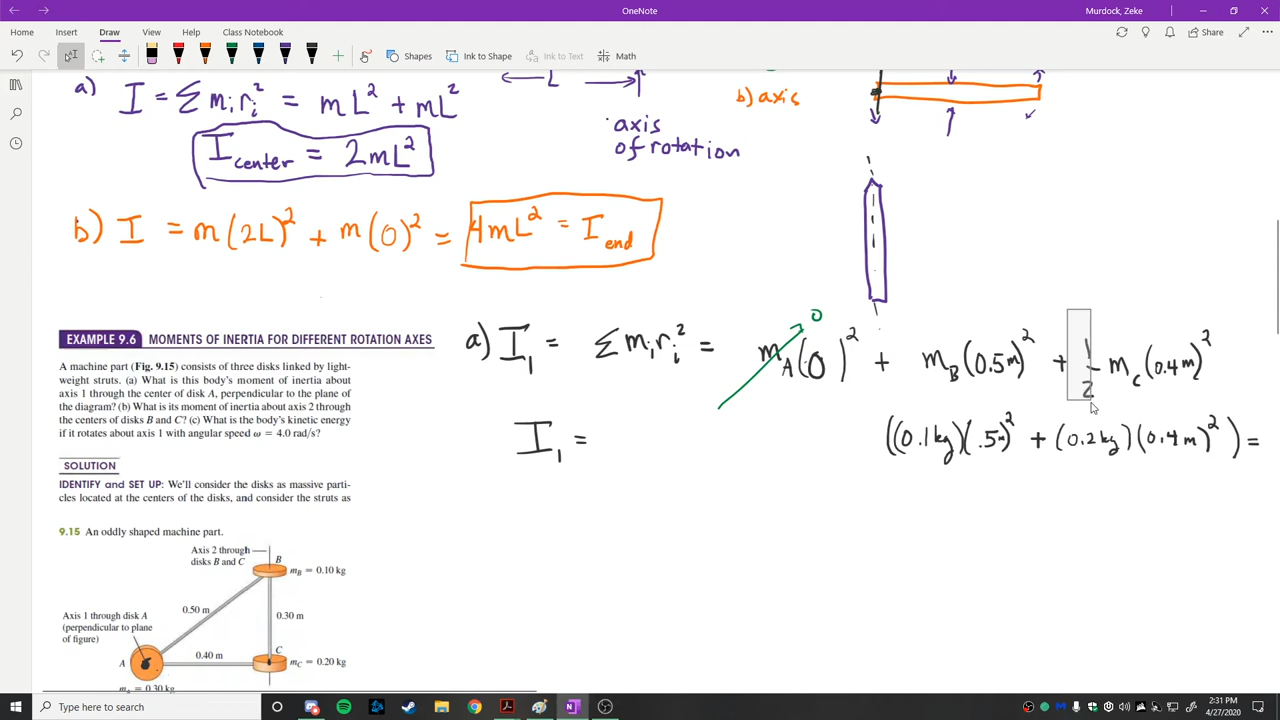 OneNote
Murdock, Zeke
Home Insert Draw View Help Class Notebook
Share
Shapes Ink to Shape Ink to Text Math
a) I = Σ mᵢrᵢ² = mL² + mL²
L
axis
of rotation
b) axis
I center = 2mL²
b) I = m(2L)² + m(0)² = 4mL² = I end
EXAMPLE 9.6 MOMENTS OF INERTIA FOR DIFFERENT ROTATION AXES
A machine part (Fig. 9.15) consists of three disks linked by light-
weight struts. (a) What is this body's moment of inertia about
axis 1 through the center of disk A, perpendicular to the plane of
the diagram? (b) What is its moment of inertia about axis 2 through
the centers of disks B and C? (c) What is the body's kinetic energy
if it rotates about axis 1 with angular speed ω = 4.0 rad/s?
SOLUTION
IDENTIFY and SET UP: We'll consider the disks as massive parti-
cles located at the centers of the disks, and consider the struts as
a) I₁ = Σ mᵢrᵢ² = m_A(0)² + m_B(0.5m)² + 1/2 m_C(0.4m)²
0
I₁ = ((0.1kg)(.5m)² + (0.2kg)(0.4m)²) =
9.15 An oddly shaped machine part.
Axis 2 through
disks B and C
B
m_B = 0.10 kg
0.50 m
0.30 m
Axis 1 through disk A
(perpendicular to plane
of figure)
C
0.40 m
A
m_C = 0.20 kg
m_A = 0.30 kg
Type here to search
2:31 PM
4/27/2020